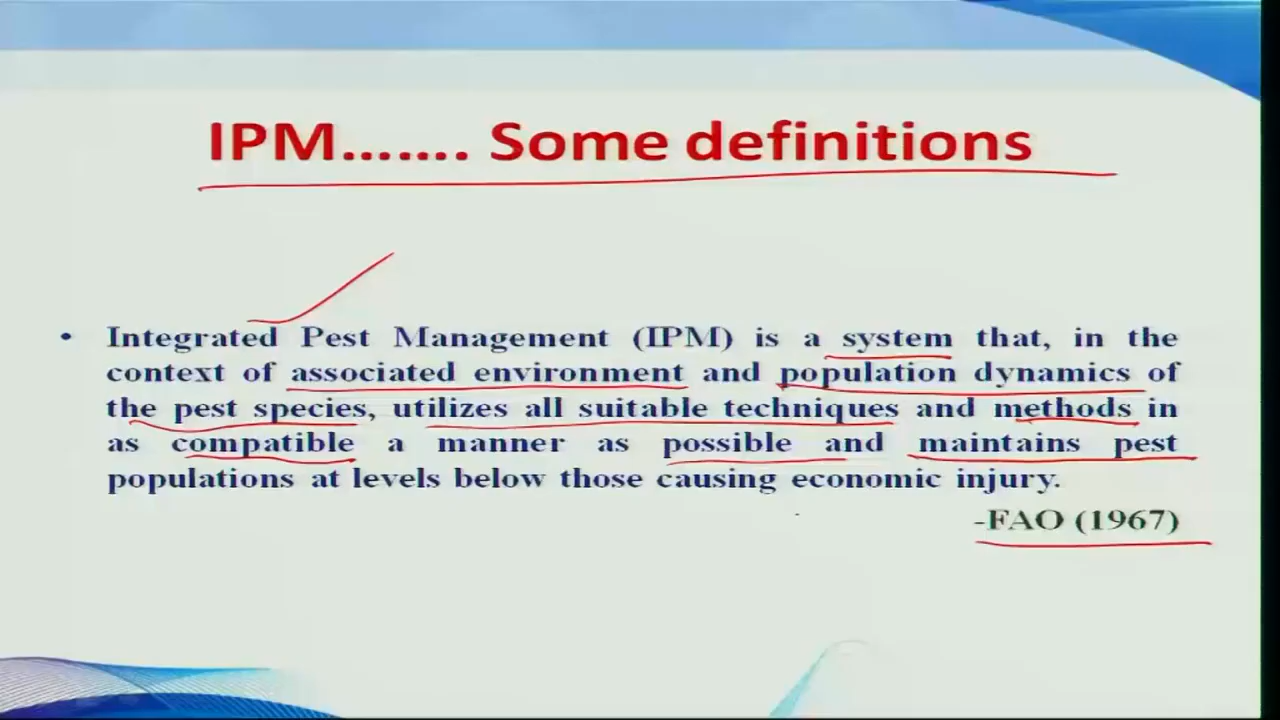 IPM....... Some definitions
• Integrated Pest Management (IPM) is a system that, in the
context of associated environment and population dynamics of
the pest species, utilizes all suitable techniques and methods in
as compatible a manner as possible and maintains pest
populations at levels below those causing economic injury.
-FAO (1967)